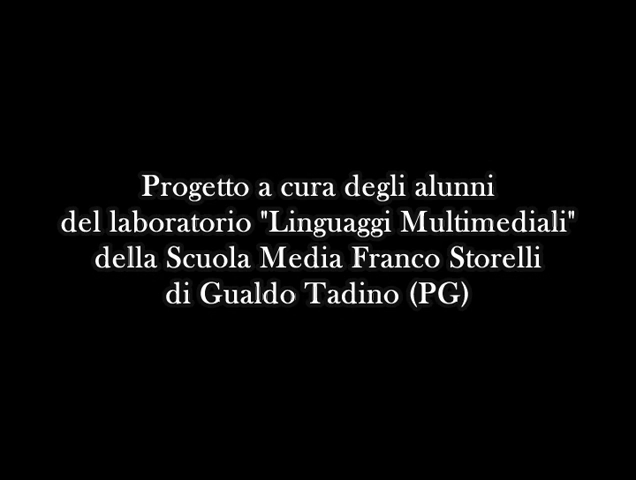 Progetto a cura degli alunni
del laboratorio "Linguaggi Multimediali"
della Scuola Media Franco Storelli
di Gualdo Tadino (PG)